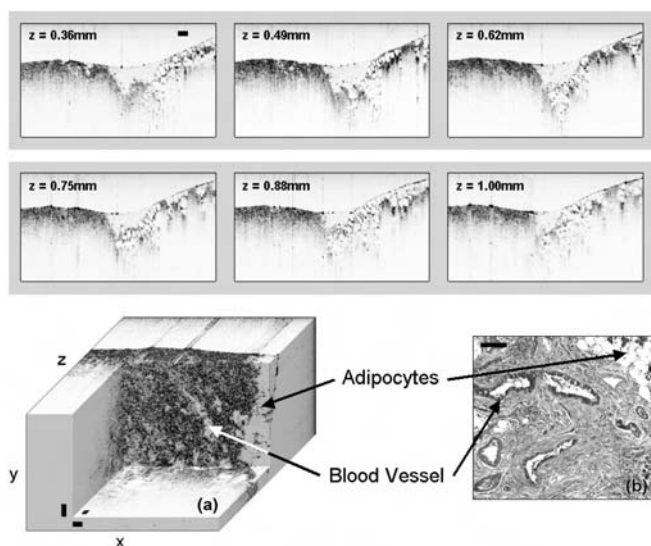 z = 0.36mm
z = 0.49mm
z = 0.62mm
z = 0.75mm
z = 0.88mm
z = 1.00mm
z
Adipocytes
y
Blood Vessel
(a)
(b)
x